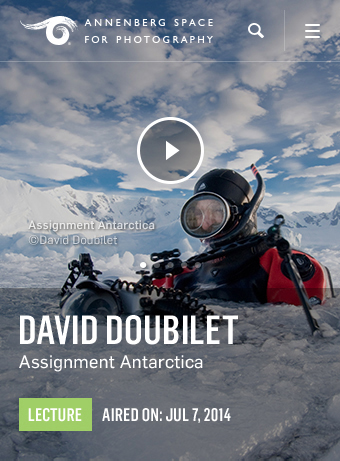 ANNENBERG SPACE
FOR PHOTOGRAPHY
Assignment Antarctica
©David Doubilet
DAVID DOUBILET
Assignment Antarctica
LECTURE AIRED ON: JUL 7, 2014